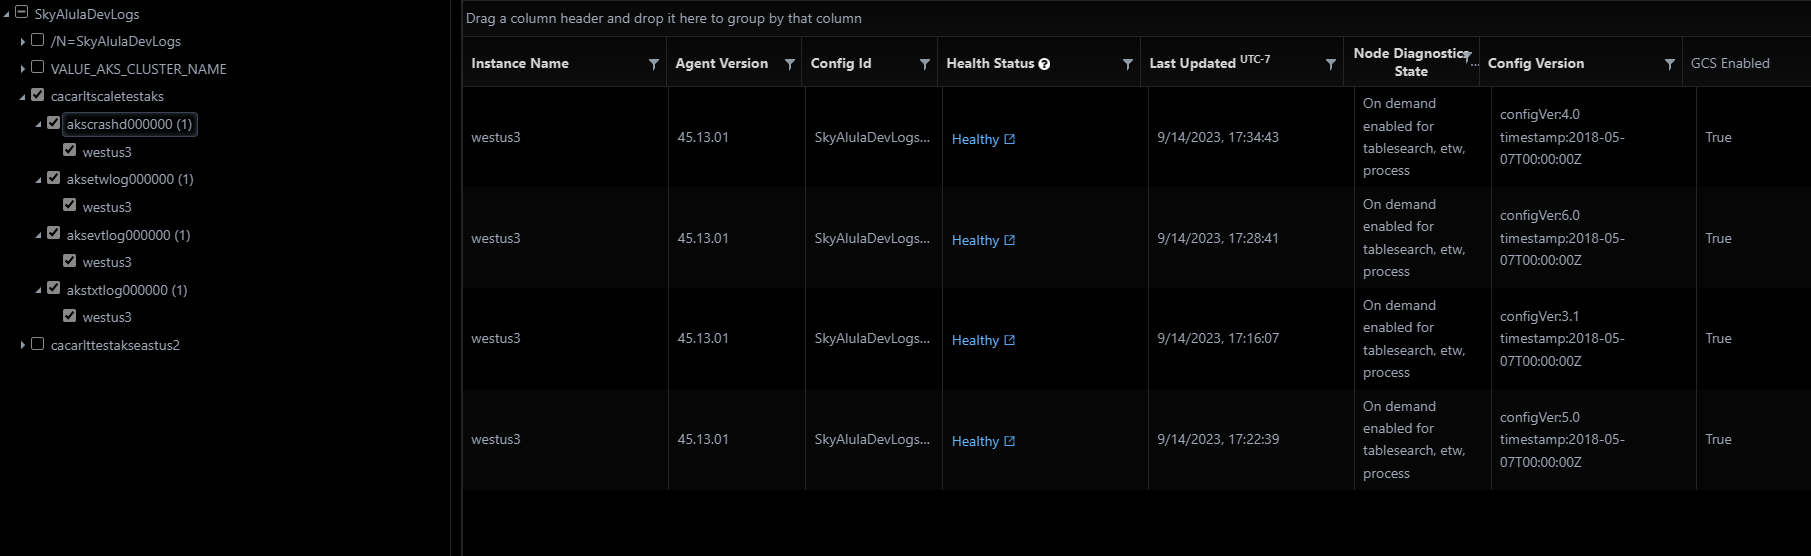 SkyAlulaDevLogs
/N=SkyAlulaDevLogs
VALUE_AKS_CLUSTER_NAME
cacarltscaletestaks
akscrashd000000 (1)
westus3
aksetwlog000000 (1)
westus3
aksevtlog000000 (1)
westus3
akstxtlog000000 (1)
westus3
cacarlttestakseastus2
Drag a column header and drop it here to group by that column
Instance Name Agent Version Config Id Health Status ? Last Updated UTC-7 Node Diagnostics... Config Version GCS Enabled
State
On demand
enabled for
tablesearch, etw,
process
westus3 45.13.01 SkyAlulaDevLogs... Healthy 9/14/2023, 17:34:43 configVer:4.0 True
timestamp:2018-05-
07T00:00:00Z
On demand
enabled for
tablesearch, etw,
process
westus3 45.13.01 SkyAlulaDevLogs... Healthy 9/14/2023, 17:28:41 configVer:6.0 True
timestamp:2018-05-
07T00:00:00Z
On demand
enabled for
tablesearch, etw,
process
westus3 45.13.01 SkyAlulaDevLogs... Healthy 9/14/2023, 17:16:07 configVer:3.1 True
timestamp:2018-05-
07T00:00:00Z
On demand
enabled for
tablesearch, etw,
process
westus3 45.13.01 SkyAlulaDevLogs... Healthy 9/14/2023, 17:22:39 configVer:5.0 True
timestamp:2018-05-
07T00:00:00Z